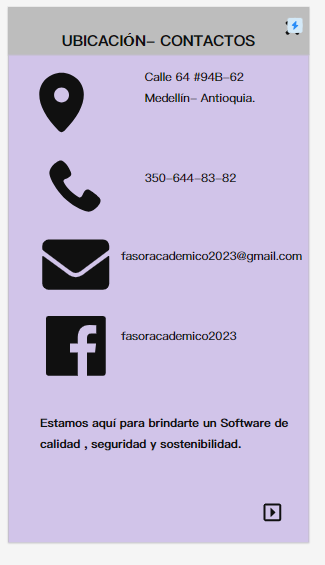 UBICACIÓN- CONTACTOS
Calle 64 #94B-62
Medellín- Antioquia.
350-644-83-82
fasoracademico2023@gmail.com
fasoracademico2023
Estamos aquí para brindarte un Software de
calidad , seguridad y sostenibilidad.